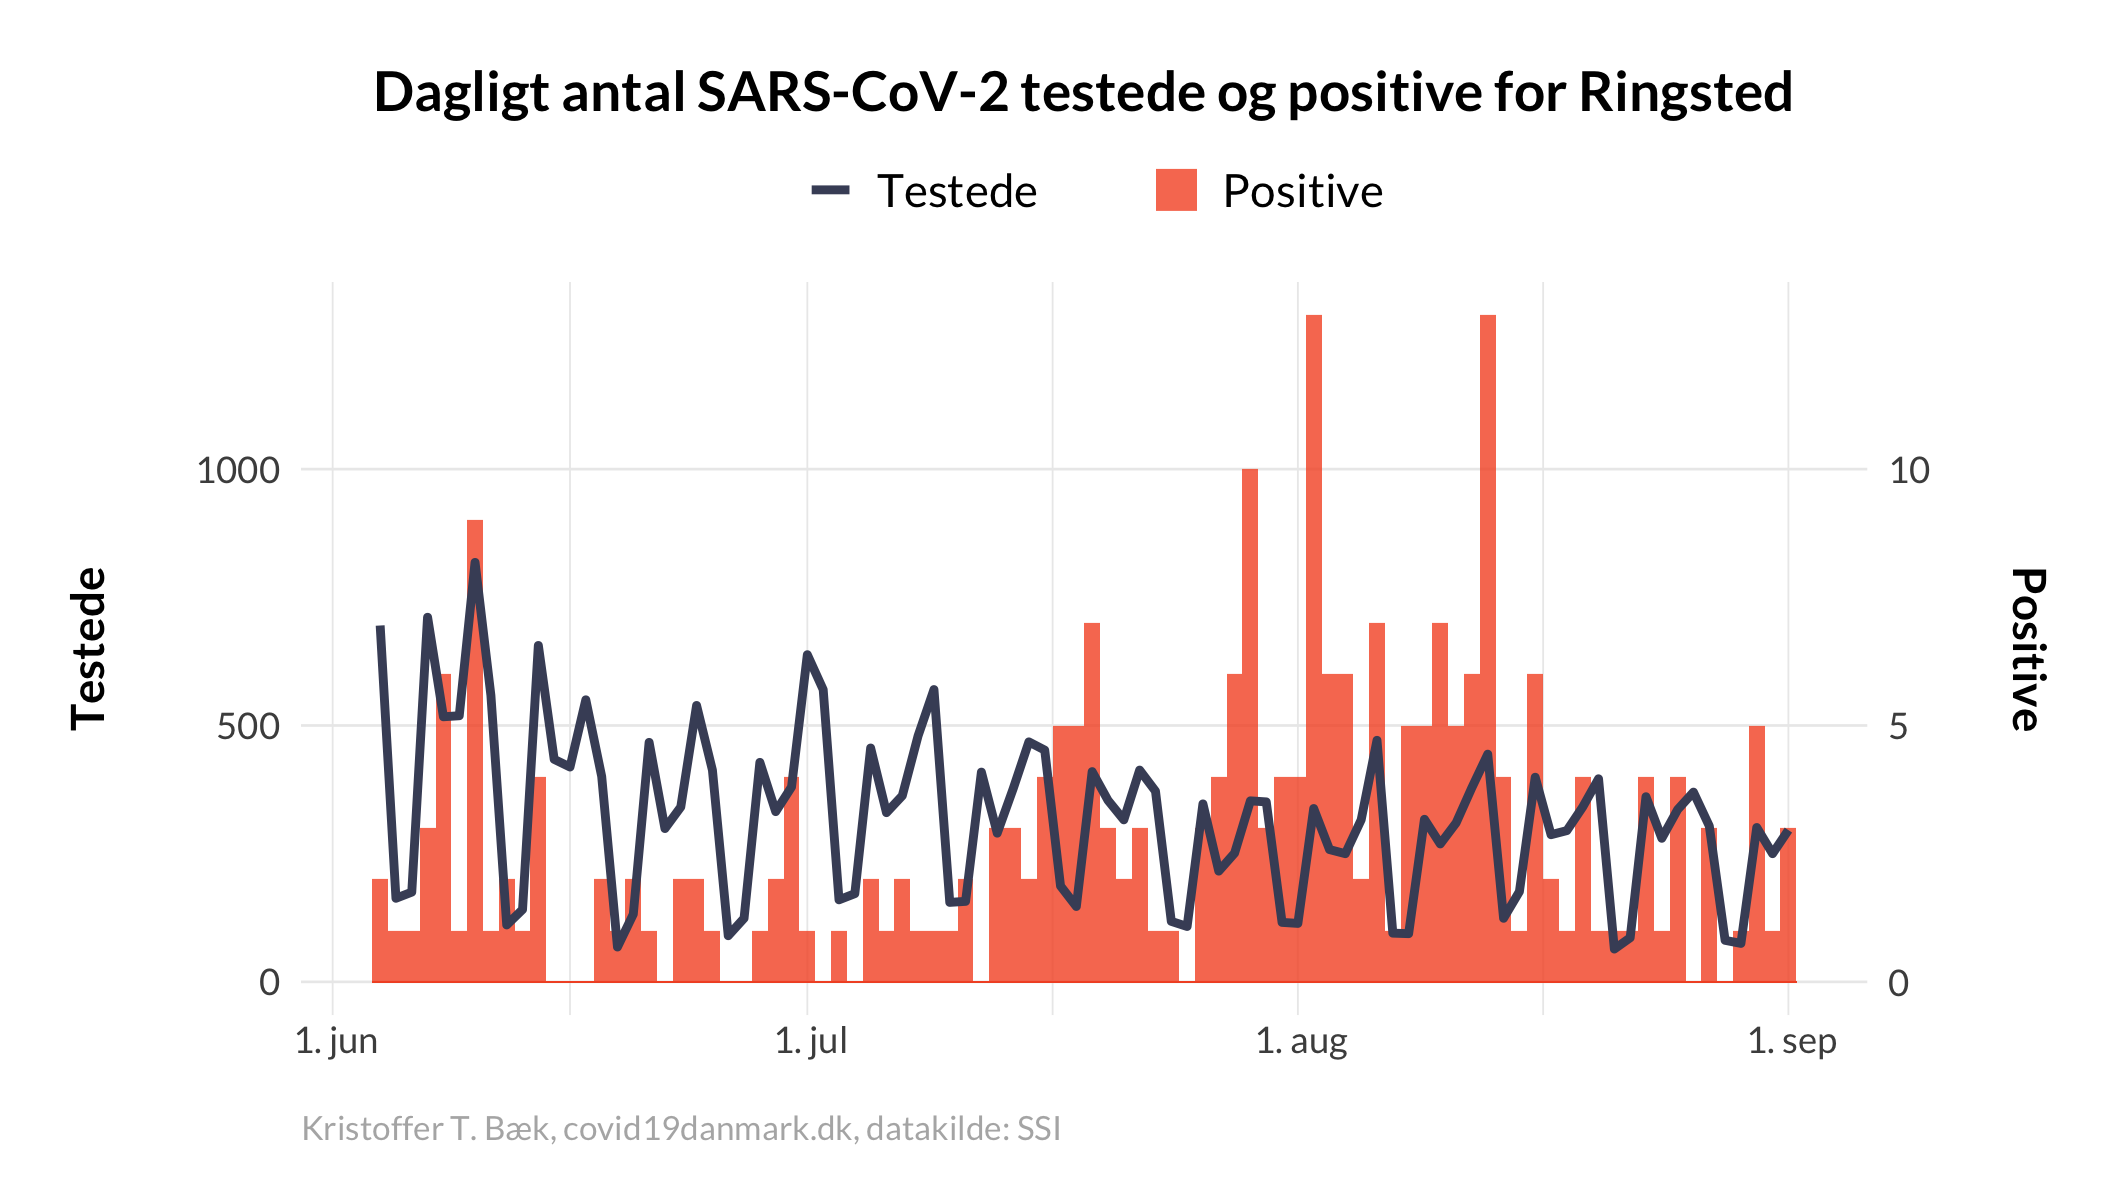 Dagligt antal SARS-CoV-2 testede og positive for Ringsted
Testede
Positive
1000
500
0
10
5
0
Testede
Positive
1. jun
1. jul
1. aug
1. sep
Kristoffer T. Bæk, covid19danmark.dk, datakilde: SSI